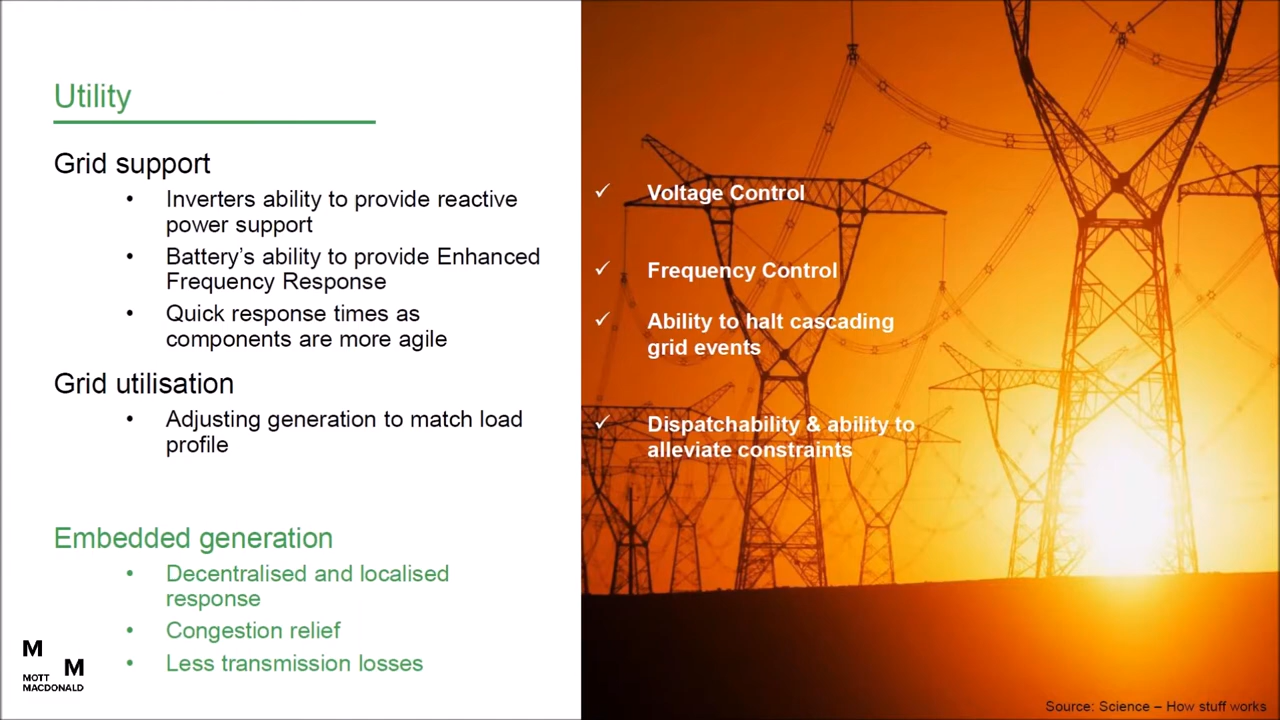 Utility
Grid support
• Inverters ability to provide reactive
power support
• Battery's ability to provide Enhanced
Frequency Response
• Quick response times as
components are more agile
Grid utilisation
• Adjusting generation to match load
profile
Embedded generation
• Decentralised and localised
response
• Congestion relief
• Less transmission losses
M
M
MOTT
MACDONALD
✓ Voltage Control
✓ Frequency Control
✓ Ability to halt cascading
grid events
✓ Dispatchability & ability to
alleviate constraints
Source: Science – How stuff works